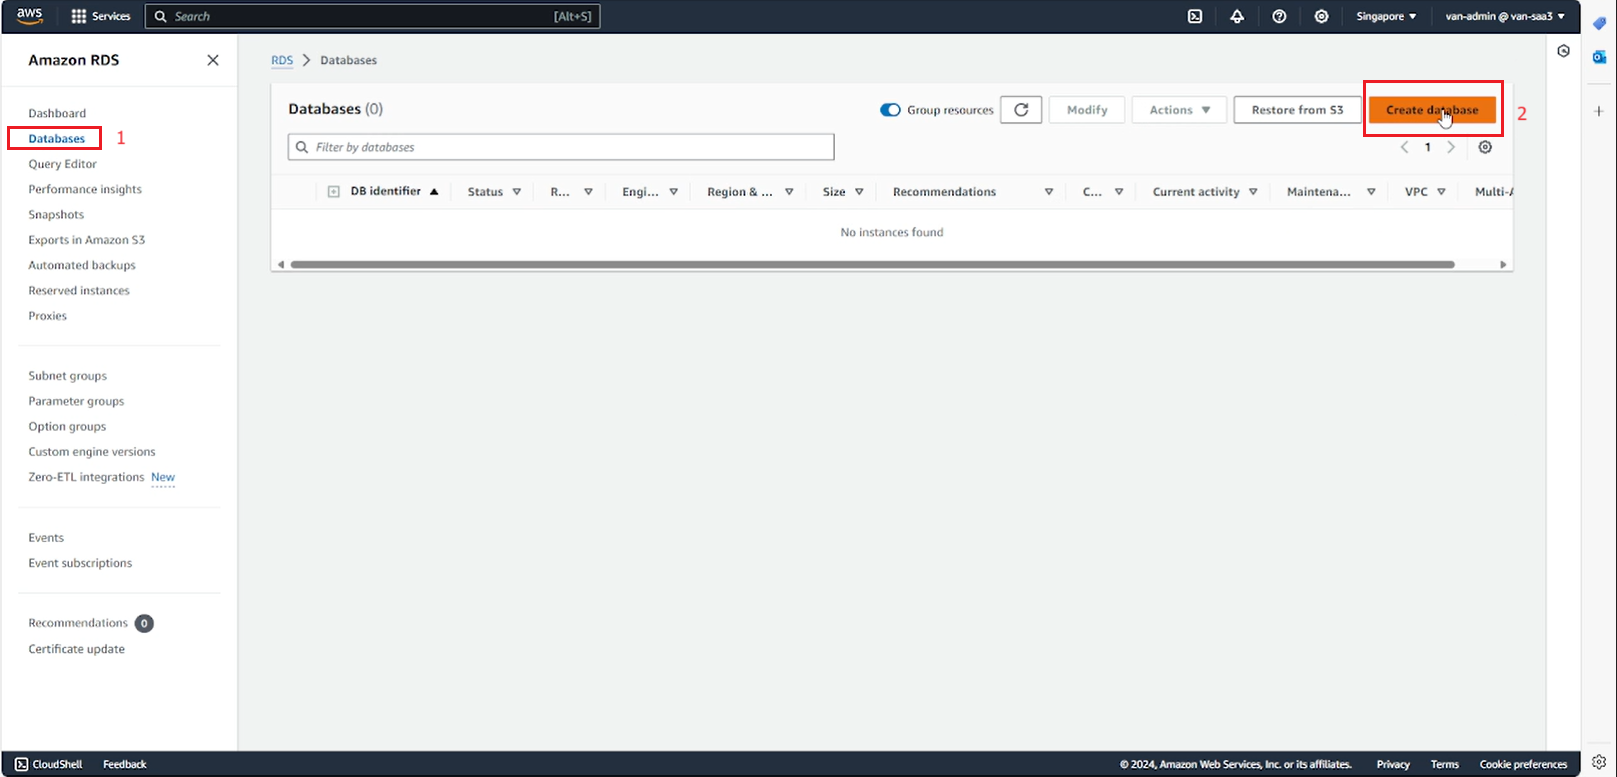 aws Services Search [Alt+S] Singapore van-admin @ van-saa3
Amazon RDS
Dashboard
Databases 1
Query Editor
Performance insights
Snapshots
Exports in Amazon S3
Automated backups
Reserved instances
Proxies
Subnet groups
Parameter groups
Option groups
Custom engine versions
Zero-ETL integrations New
Events
Event subscriptions
Recommendations 0
Certificate update
RDS > Databases
Databases (0) Group resources Modify Actions Restore from S3 Create database 2
Filter by databases 1
DB identifier Status R... Engi... Region & ... Size Recommendations C... Current activity Maintena... VPC Multi-A
No instances found
CloudShell Feedback © 2024, Amazon Web Services, Inc. or its affiliates. Privacy Terms Cookie preferences